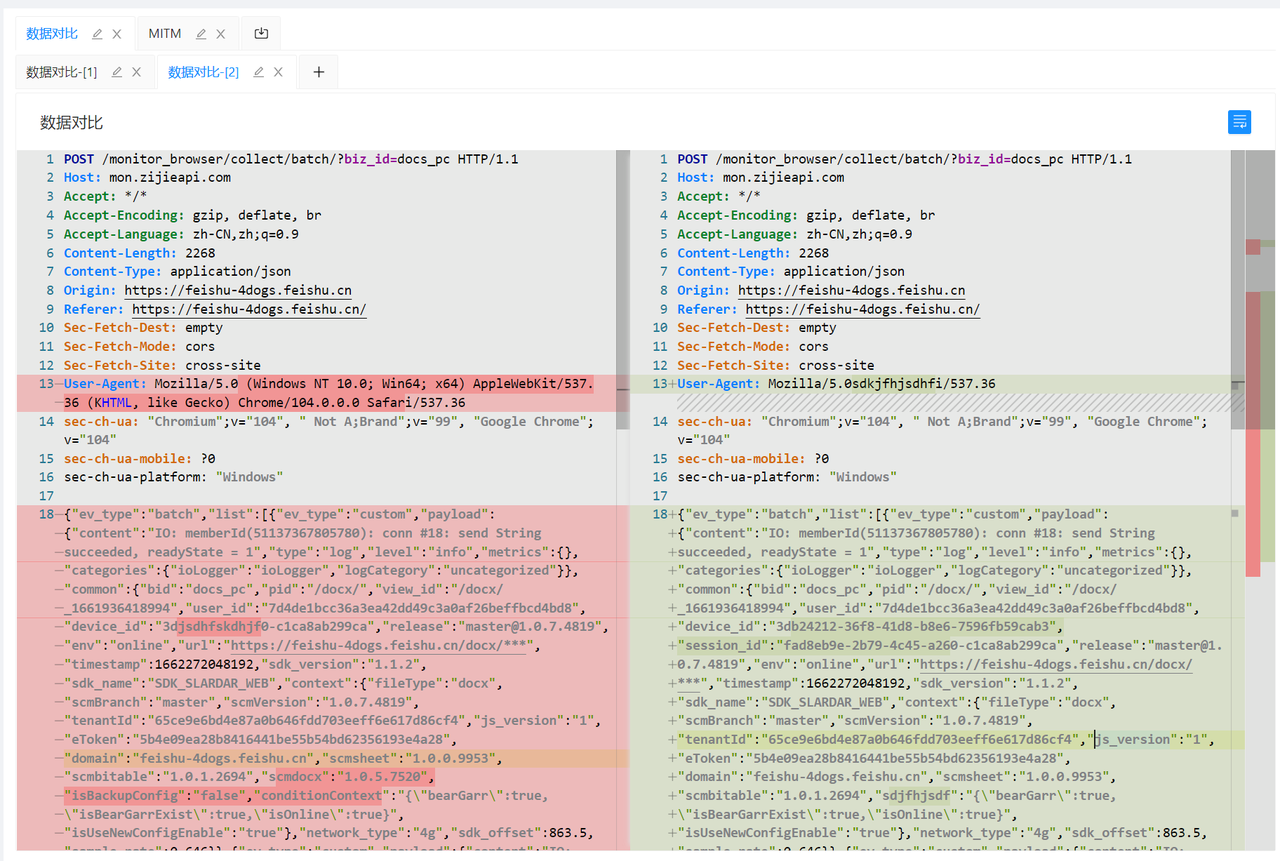 数据对比
MITM
数据对比-[1]
数据对比-[2]
数据对比
1 POST /monitor_browser/collect/batch/?biz_id=docs_pc HTTP/1.1
2 Host: mon.zijieapi.com
3 Accept: */*
4 Accept-Encoding: gzip, deflate, br
5 Accept-Language: zh-CN,zh;q=0.9
6 Content-Length: 2268
7 Content-Type: application/json
8 Origin: https://feishu-4dogs.feishu.cn
9 Referer: https://feishu-4dogs.feishu.cn/
10 Sec-Fetch-Dest: empty
11 Sec-Fetch-Mode: cors
12 Sec-Fetch-Site: cross-site
13—User-Agent: Mozilla/5.0 (Windows NT 10.0; Win64; x64) AppleWebKit/537.
—36 (KHTML, like Gecko) Chrome/104.0.0.0 Safari/537.36
14 sec-ch-ua: "Chromium";v="104", " Not A;Brand";v="99", "Google Chrome";
v="104"
15 sec-ch-ua-mobile: ?0
16 sec-ch-ua-platform: "Windows"
17
18—{"ev_type":"batch","list":[{"ev_type":"custom","payload":
—{"content":"IO: memberId(51137367805780): conn #18: send String
—succeeded, readyState = 1","type":"log","level":"info","metrics":{},
—"categories":{"ioLogger":"ioLogger","logCategory":"uncategorized"}},
—"common":{"bid":"docs_pc","pid":"/docx/","view_id":"/docx/
—_1661936418994","user_id":"7d4de1bcc36a3ea42dd49c3a0af26beffbcd4bd8",
—"device_id":"3djsdhfskdhjf0-c1ca8ab299ca","release":"master@1.0.7.4819",
—"env":"online","url":"https://feishu-4dogs.feishu.cn/docx/***",
—"timestamp":1662272048192,"sdk_version":"1.1.2",
—"sdk_name":"SDK_SLARDAR_WEB","context":{"fileType":"docx",
—"scmBranch":"master","scmVersion":"1.0.7.4819",
—"tenantId":"65ce9e6bd4e87a0b646fdd703eeff6e617d86cf4","js_version":"1",
—"eToken":"5b4e09ea28b8416441be55b54bd62356193e4a28",
—"domain":"feishu-4dogs.feishu.cn","scmsheet":"1.0.0.9953",
—"scmbitable":"1.0.1.2694","scmdocx":"1.0.5.7520",
—"isBackupConfig":"false","conditionContext":"{\"bearGarr\":true,
—\"isBearGarrExist\":true,\"isOnline\":true}",
—"isUseNewConfigEnable":"true"},"network_type":"4g","sdk_offset":863.5,
1 POST /monitor_browser/collect/batch/?biz_id=docs_pc HTTP/1.1
2 Host: mon.zijieapi.com
3 Accept: */*
4 Accept-Encoding: gzip, deflate, br
5 Accept-Language: zh-CN,zh;q=0.9
6 Content-Length: 2268
7 Content-Type: application/json
8 Origin: https://feishu-4dogs.feishu.cn
9 Referer: https://feishu-4dogs.feishu.cn/
10 Sec-Fetch-Dest: empty
11 Sec-Fetch-Mode: cors
12 Sec-Fetch-Site: cross-site
13+User-Agent: Mozilla/5.0sdkjfhjsdhfi/537.36
14 sec-ch-ua: "Chromium";v="104", " Not A;Brand";v="99", "Google Chrome";
v="104"
15 sec-ch-ua-mobile: ?0
16 sec-ch-ua-platform: "Windows"
17
18+{"ev_type":"batch","list":[{"ev_type":"custom","payload":
+{"content":"IO: memberId(51137367805780): conn #18: send String
+succeeded, readyState = 1","type":"log","level":"info","metrics":{},
+"categories":{"ioLogger":"ioLogger","logCategory":"uncategorized"}},
+"common":{"bid":"docs_pc","pid":"/docx/","view_id":"/docx/
+_1661936418994","user_id":"7d4de1bcc36a3ea42dd49c3a0af26beffbcd4bd8",
+"device_id":"3db24212-36f8-41d8-b8e6-7596fb59cab3",
+"session_id":"fad8eb9e-2b79-4c45-a260-c1ca8ab299ca","release":"master@1.
+0.7.4819","env":"online","url":"https://feishu-4dogs.feishu.cn/docx/
+***","timestamp":1662272048192,"sdk_version":"1.1.2",
+"sdk_name":"SDK_SLARDAR_WEB","context":{"fileType":"docx",
+"scmBranch":"master","scmVersion":"1.0.7.4819",
+"tenantId":"65ce9e6bd4e87a0b646fdd703eeff6e617d86cf4","js_version":"1",
+"eToken":"5b4e09ea28b8416441be55b54bd62356193e4a28",
+"domain":"feishu-4dogs.feishu.cn","scmsheet":"1.0.0.9953",
+"scmbitable":"1.0.1.2694","sdjfhjsdf":"{\"bearGarr\":true,
+\"isBearGarrExist\":true,\"isOnline\":true}",
+"isUseNewConfigEnable":"true"},"network_type":"4g","sdk_offset":863.5,